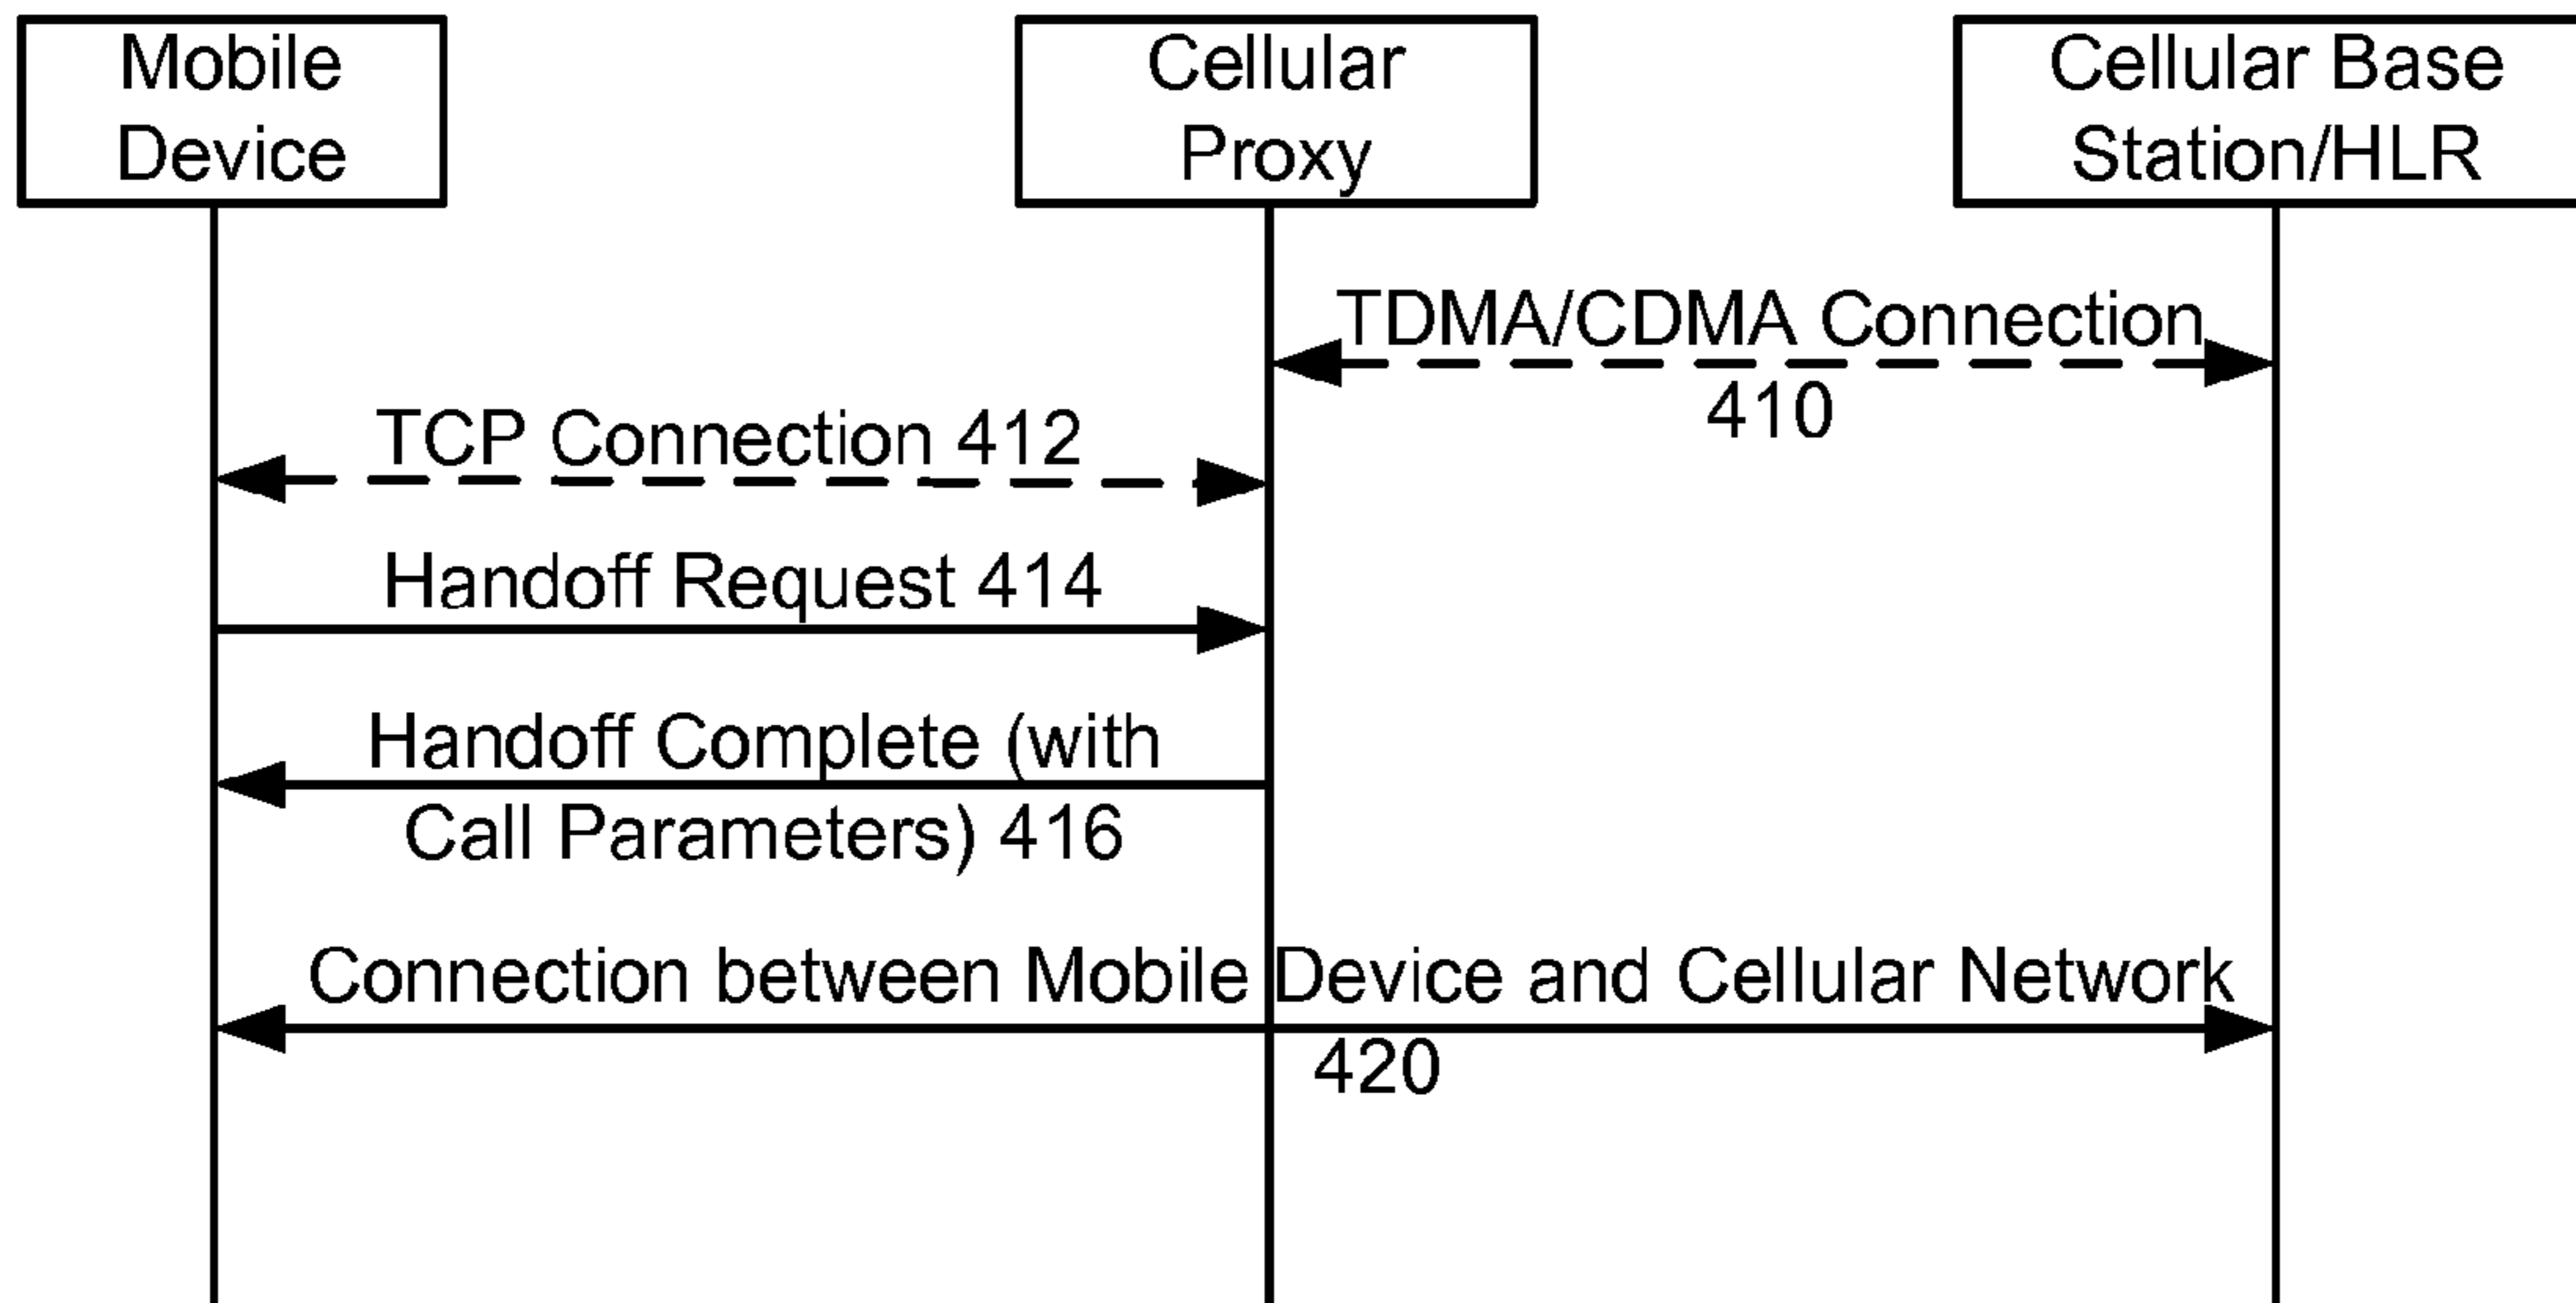 Mobile
Device
Cellular
Proxy
Cellular Base
Station/HLR
TDMA/CDMA Connection
410
TCP Connection 412
Handoff Request 414
Handoff Complete (with
Call Parameters) 416
Connection between Mobile Device and Cellular Network
420